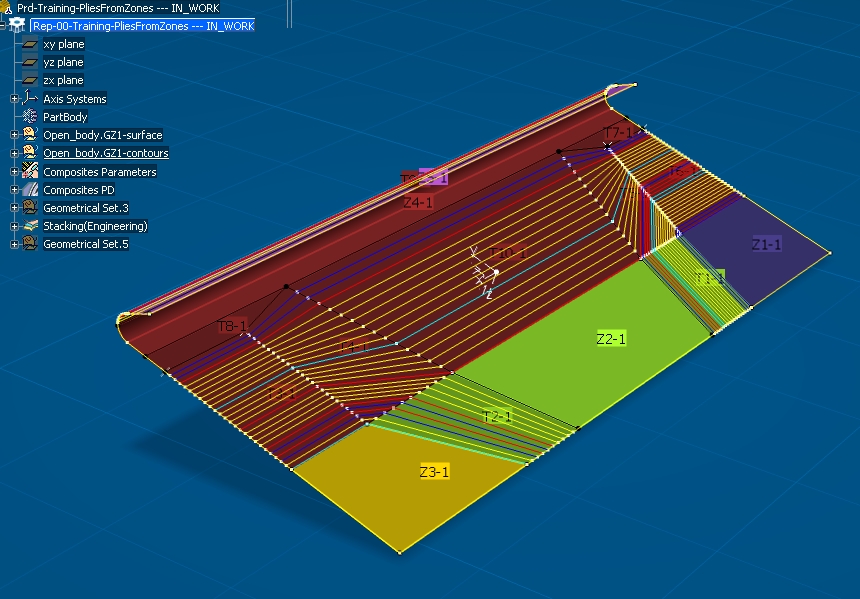 Prd-Training-PliesFromZones --- IN_WORK
Rep-00-Training-PliesFromZones --- IN_WORK
xy plane
yz plane
zx plane
Axis Systems
PartBody
Open_body.GZ1-surface
Open_body.GZ1-contours
Composites Parameters
Composites PD
Geometrical Set.3
Stacking(Engineering)
Geometrical Set.5
T7-1
Z4-1
Z1-1
T10-1
T1-1
T8-1
Z2-1
T2-1
Z3-1